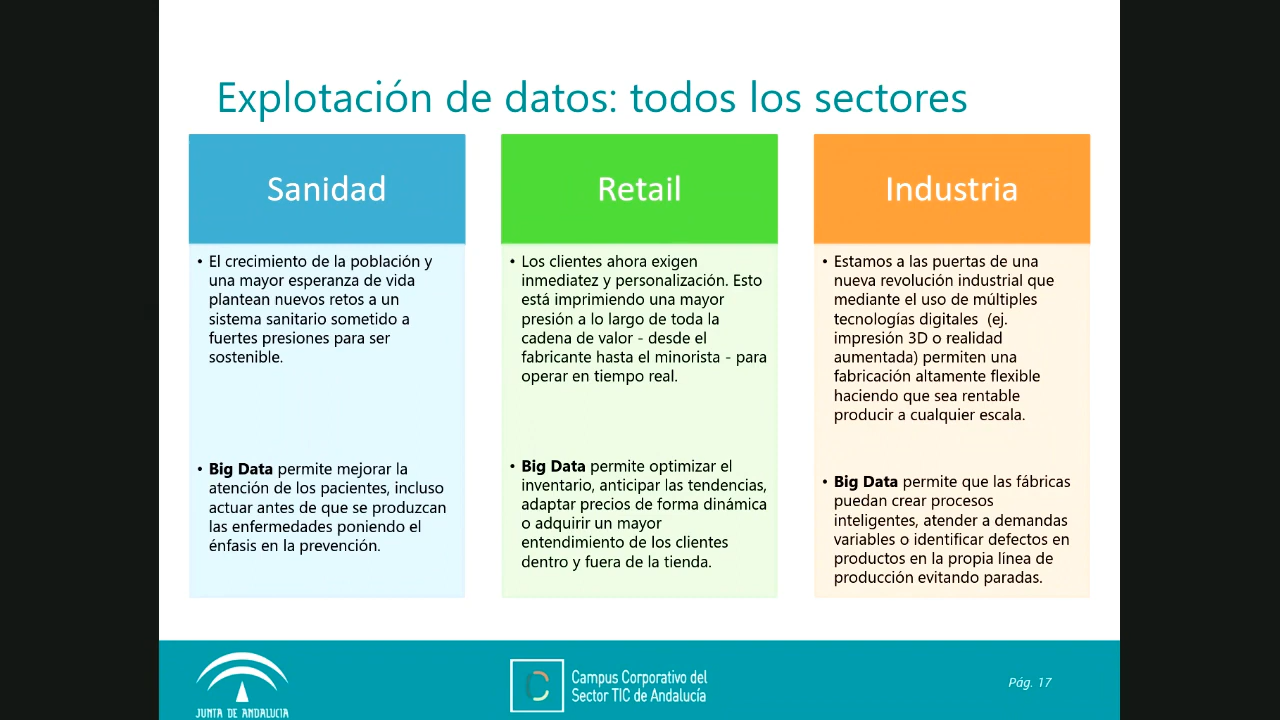 Explotación de datos: todos los sectores
Sanidad
• El crecimiento de la población y
una mayor esperanza de vida
plantean nuevos retos a un
sistema sanitario sometido a
fuertes presiones para ser
sostenible.
• Big Data permite mejorar la
atención de los pacientes, incluso
actuar antes de que se produzcan
las enfermedades poniendo el
énfasis en la prevención.
Retail
• Los clientes ahora exigen
inmediatez y personalización. Esto
está imprimiendo una mayor
presión a lo largo de toda la
cadena de valor - desde el
fabricante hasta el minorista - para
operar en tiempo real.
• Big Data permite optimizar el
inventario, anticipar las tendencias,
adaptar precios de forma dinámica
o adquirir un mayor
entendimiento de los clientes
dentro y fuera de la tienda.
Industria
• Estamos a las puertas de una
nueva revolución industrial que
mediante el uso de múltiples
tecnologías digitales (ej.
impresión 3D o realidad
aumentada) permiten una
fabricación altamente flexible
haciendo que sea rentable
producir a cualquier escala.
• Big Data permite que las fábricas
puedan crear procesos
inteligentes, atender a demandas
variables o identificar defectos en
productos en la propia línea de
producción evitando paradas.
JUNTA DE ANDALUCIA
Campus Corporativo del
Sector TIC de Andalucía
Pág. 17